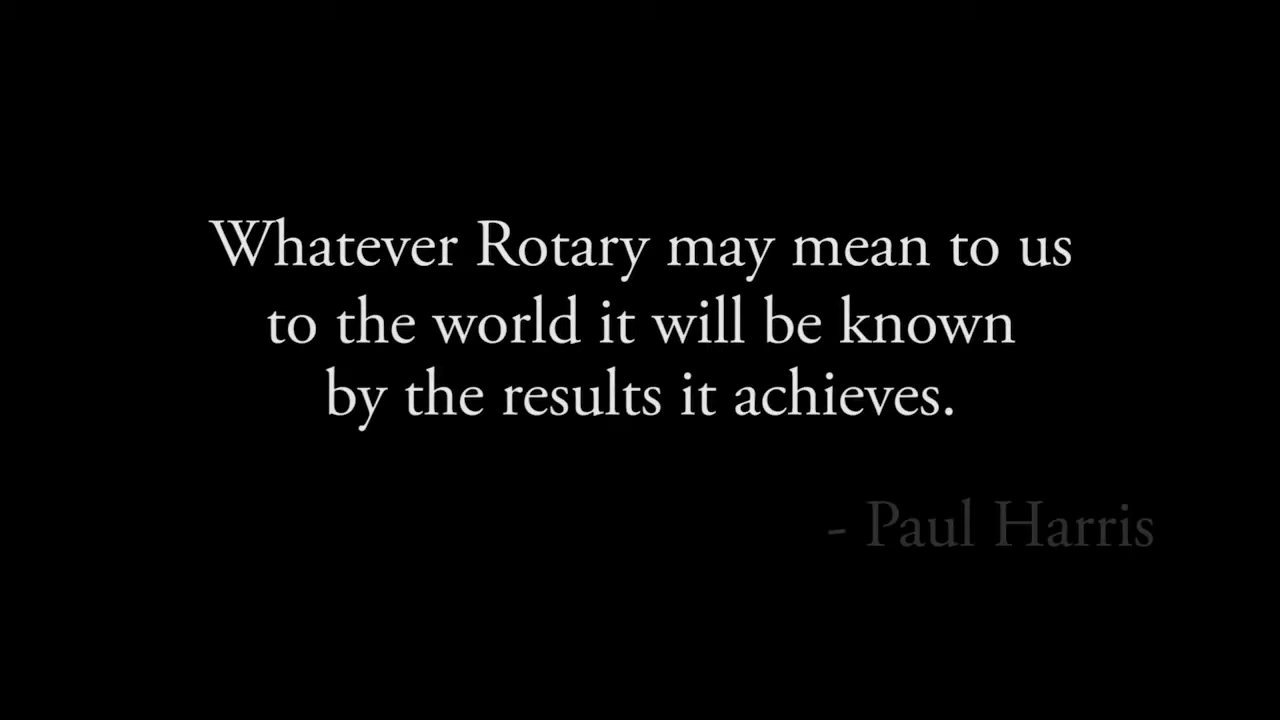 Whatever Rotary may mean to us
to the world it will be known
by the results it achieves.
- Paul Harris